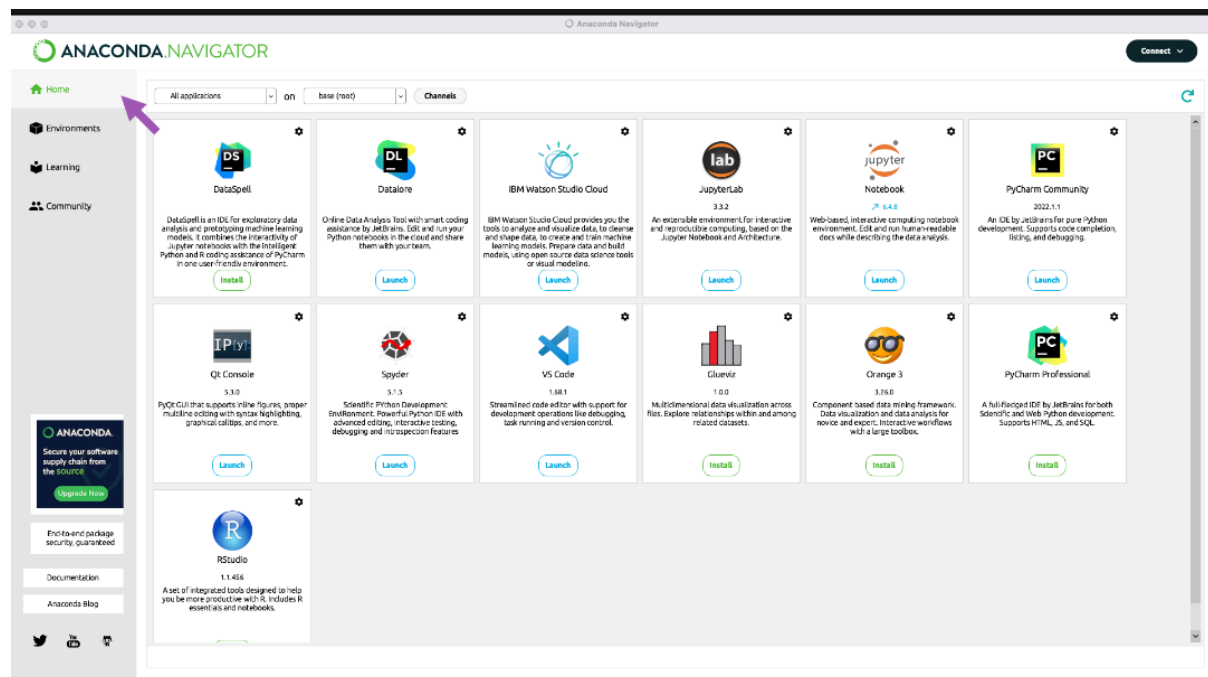 Anaconda Navigator
ANACONDA.NAVIGATOR
Connect
Home
All applications
on
base (root)
Channels
Environments
Learning
Community
DS
DataSpell
DataSpell is an IDE for exploratory data
analysis and prototyping machine learning
models. It combines the interactivity of
Jupyter notebooks with the intelligent
Python and R coding assistance of PyCharm
in one user-friendly environment.
Install
DL
Datalore
Online Data Analysis Tool with smart coding
assistance by JetBrains. Edit and run your
Python notebooks in the cloud and share
them with your team.
Launch
IBM Watson Studio Cloud
IBM Watson Studio Cloud provides you the
tools to analyze and visualize data, to cleanse
and shape data, to create and train machine
learning models. Prepare data and build
models, using open source data science tools
or visual modeling.
Launch
lab
JupyterLab
3.3.2
An extensible environment for interactive
and reproducible computing, based on the
Jupyter Notebook and Architecture.
Launch
jupyter
Notebook
6.4.8
Web-based, interactive computing notebook
environment. Edit and run human-readable
docs while describing the data analysis.
Launch
PC
PyCharm Community
2022.1.1
An IDE by JetBrains for pure Python
development. Supports code completion,
listing, and debugging.
Launch
IP[y]:
Qt Console
5.3.0
PyQt GUI that supports inline figures, proper
multiline editing with syntax highlighting,
graphical calltips, and more.
Launch
Spyder
5.1.5
Scientific PYthon Development
EnviRonment. Powerful Python IDE with
advanced editing, interactive testing,
debugging and introspection features
Launch
VS Code
1.68.1
Streamlined code editor with support for
development operations like debugging,
task running and version control.
Launch
Glueviz
1.0.0
Multidimensional data visualization across
files. Explore relationships within and among
related datasets.
Install
Orange 3
3.26.0
Component based data mining framework.
Data visualization and data analysis for
novice and expert. Interactive workflows
with a large toolbox.
Install
PC
PyCharm Professional
A full-fledged IDE by JetBrains for both
Scientific and Web Python development.
Supports HTML, JS, and SQL.
Install
R
RStudio
1.1.456
A set of integrated tools designed to help
you be more productive with R. Includes R
essentials and notebooks.
ANACONDA.
Secure your software
supply chain from
the source
Upgrade Now
End-to-end package
security, guaranteed
Documentation
Anaconda Blog
You
Tube